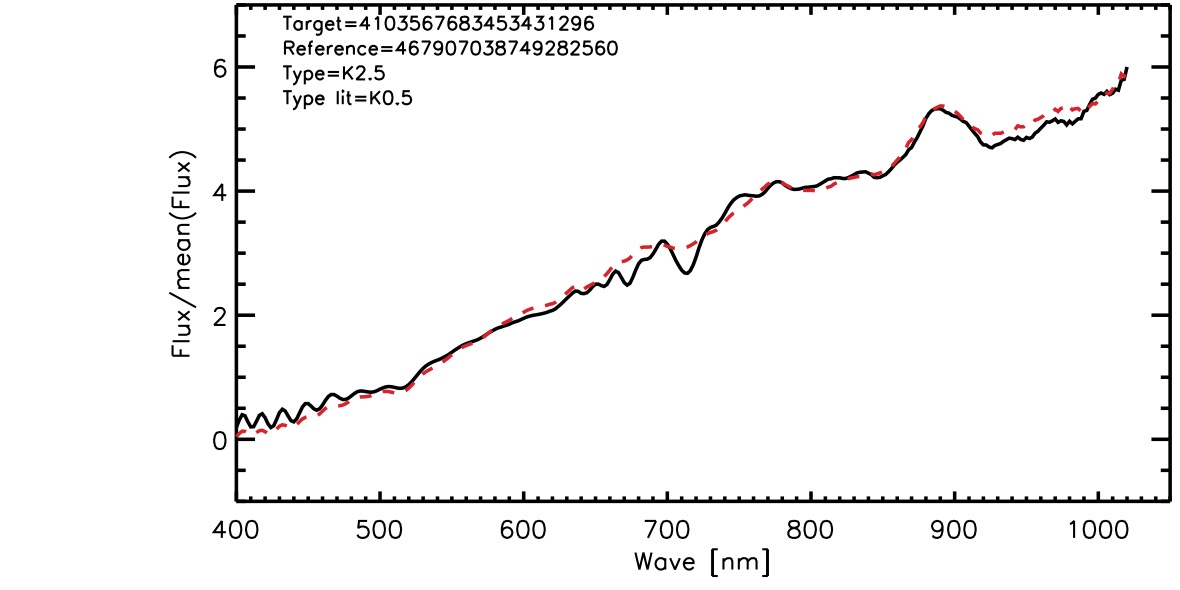 Target=4103567683453431296
Reference=467907038749282560
Type=K2.5
Type lit=K0.5
6
4
2
0
Flux/mean(Flux)
400 500 600 700 800 900 1000
Wave [nm]